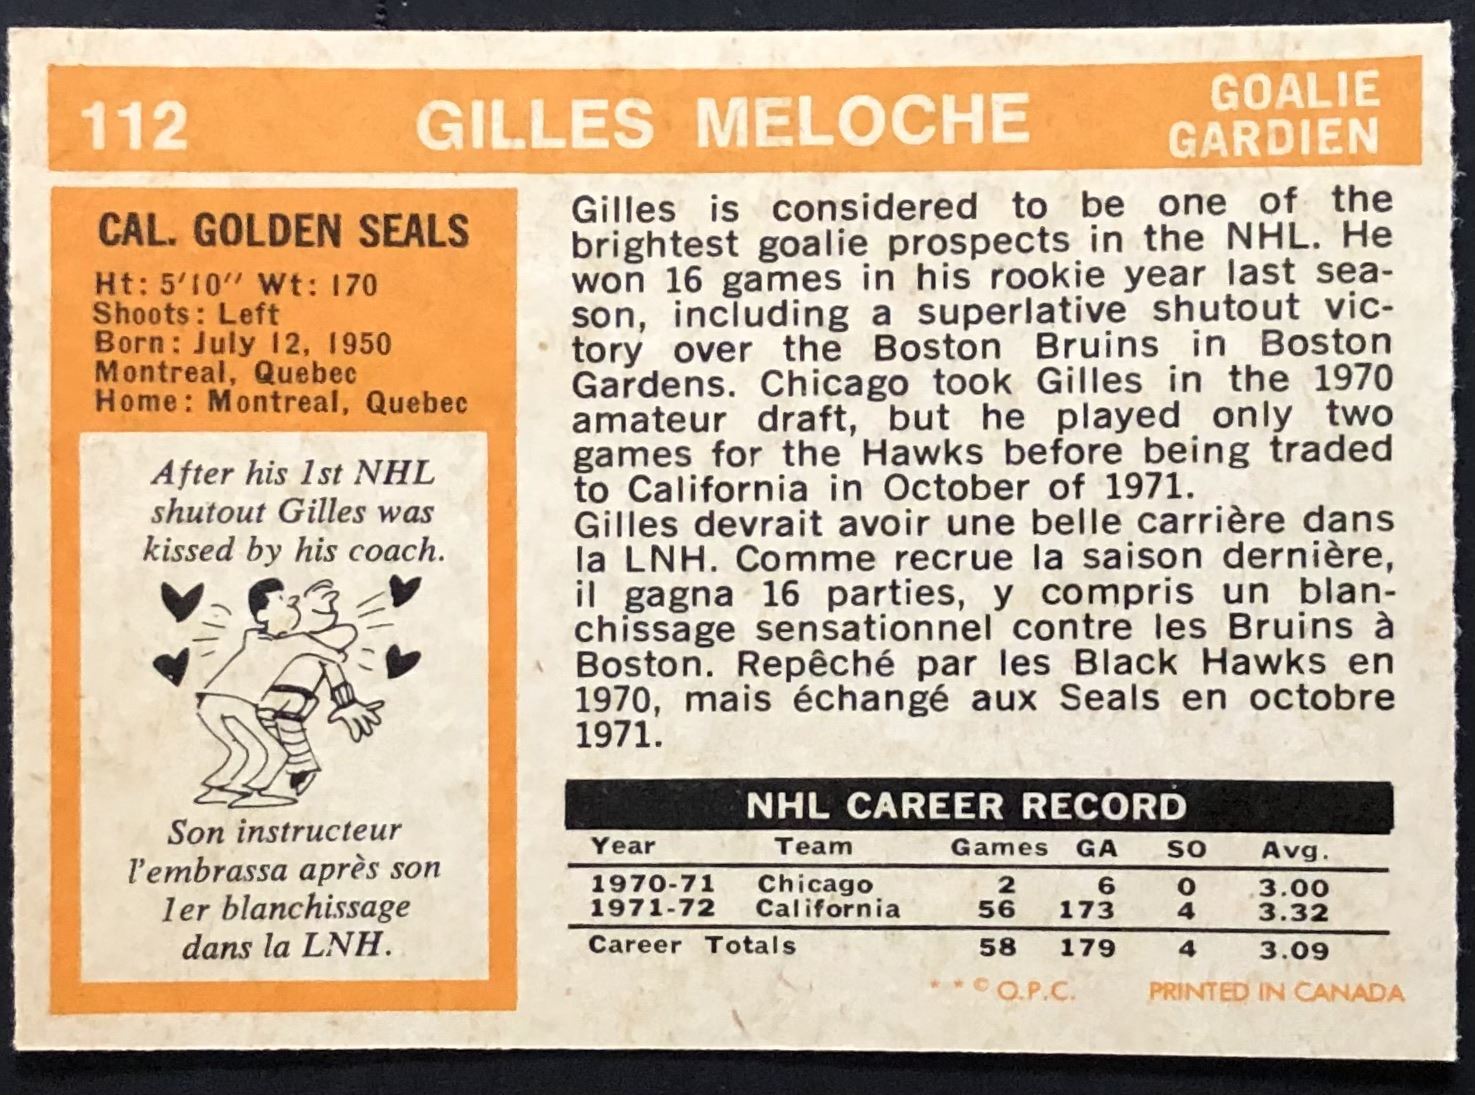 112
GILLES MELOCHE
GOALIE
GARDIEN
CAL. GOLDEN SEALS
Ht: 5'10" Wt: 170
Shoots: Left
Born: July 12, 1950
Montreal, Quebec
Home: Montreal, Quebec
After his 1st NHL
shutout Gilles was
kissed by his coach.
Son instructeur
l'embrassa après son
1er blanchissage
dans la LNH.
Gilles is considered to be one of the
brightest goalie prospects in the NHL. He
won 16 games in his rookie year last sea-
son, including a superlative shutout vic-
tory over the Boston Bruins in Boston
Gardens. Chicago took Gilles in the 1970
amateur draft, but he played only two
games for the Hawks before being traded
to California in October of 1971.
Gilles devrait avoir une belle carrière dans
la LNH. Comme recrue la saison dernière,
il gagna 16 parties, y compris un blan-
chissage sensationnel contre les Bruins à
Boston. Repêché par les Black Hawks en
1970, mais échangé aux Seals en octobre
1971.
NHL CAREER RECORD
Year Team Games GA SO Avg.
1970-71 Chicago 2 6 0 3.00
1971-72 California 56 173 4 3.32
Career Totals 58 179 4 3.09
* * © O.P.C. PRINTED IN CANADA